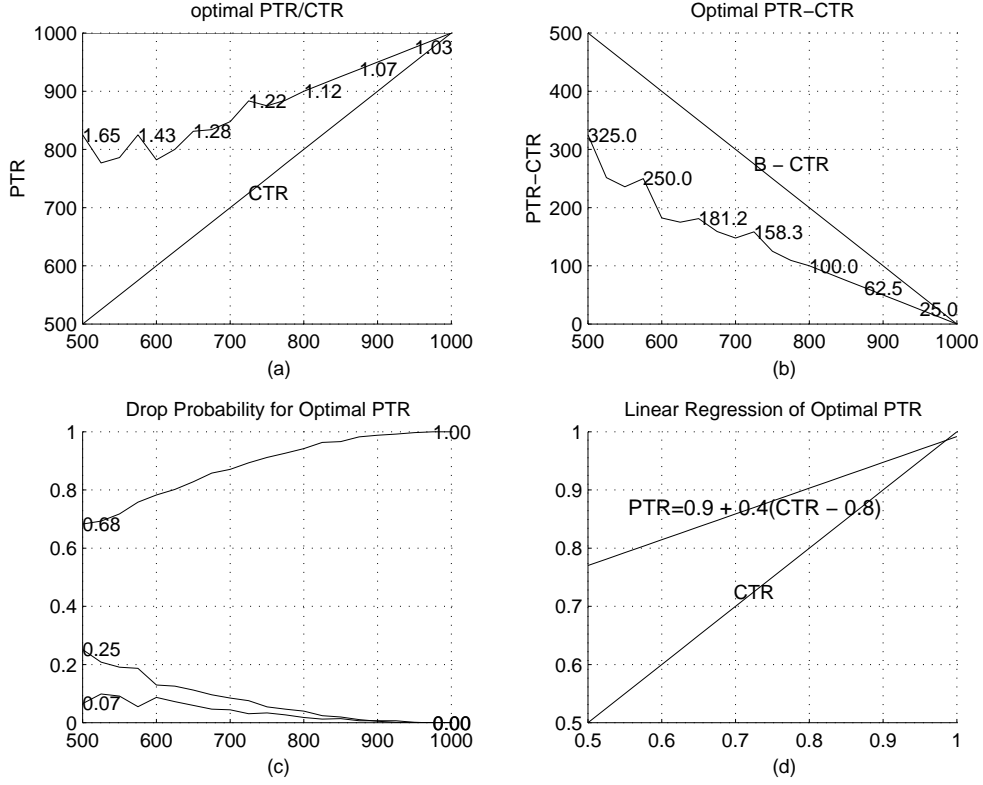 optimal PTR/CTR
1000
900
800
700
600
500
PTR
1.65
1.43
1.28
1.22
1.12
1.07
1.03
CTR
500 600 700 800 900 1000
(a)
Optimal PTR−CTR
500
400
300
200
100
0
PTR−CTR
325.0
250.0
181.2
158.3
100.0
62.5
25.0
B − CTR
500 600 700 800 900 1000
(b)
Drop Probability for Optimal PTR
1
0.8
0.6
0.4
0.2
0
1.00
0.68
0.25
0.07
0.00
500 600 700 800 900 1000
(c)
Linear Regression of Optimal PTR
1
0.9
0.8
0.7
0.6
0.5
PTR=0.9 + 0.4(CTR − 0.8)
CTR
0.5 0.6 0.7 0.8 0.9 1
(d)